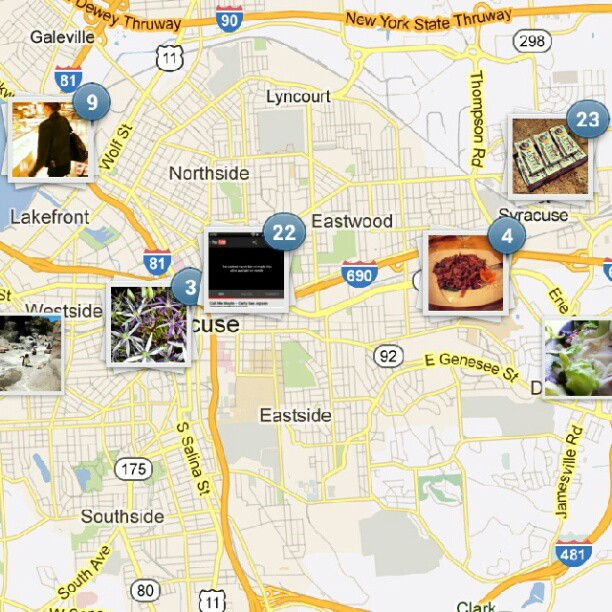 Dewey Thruway
90
New York State Thruway
Galeville
11
298
81
9
Lyncourt
Thompson Rd
23
Wolf St
Northside
Lakefront
Eastwood
Syracuse
22
4
81
690
3
Westside
cuse
Erie
92
E Genesee St
D
Eastside
S Salina St
175
Jamesville Rd
Southside
481
South Ave
80
11
Clark